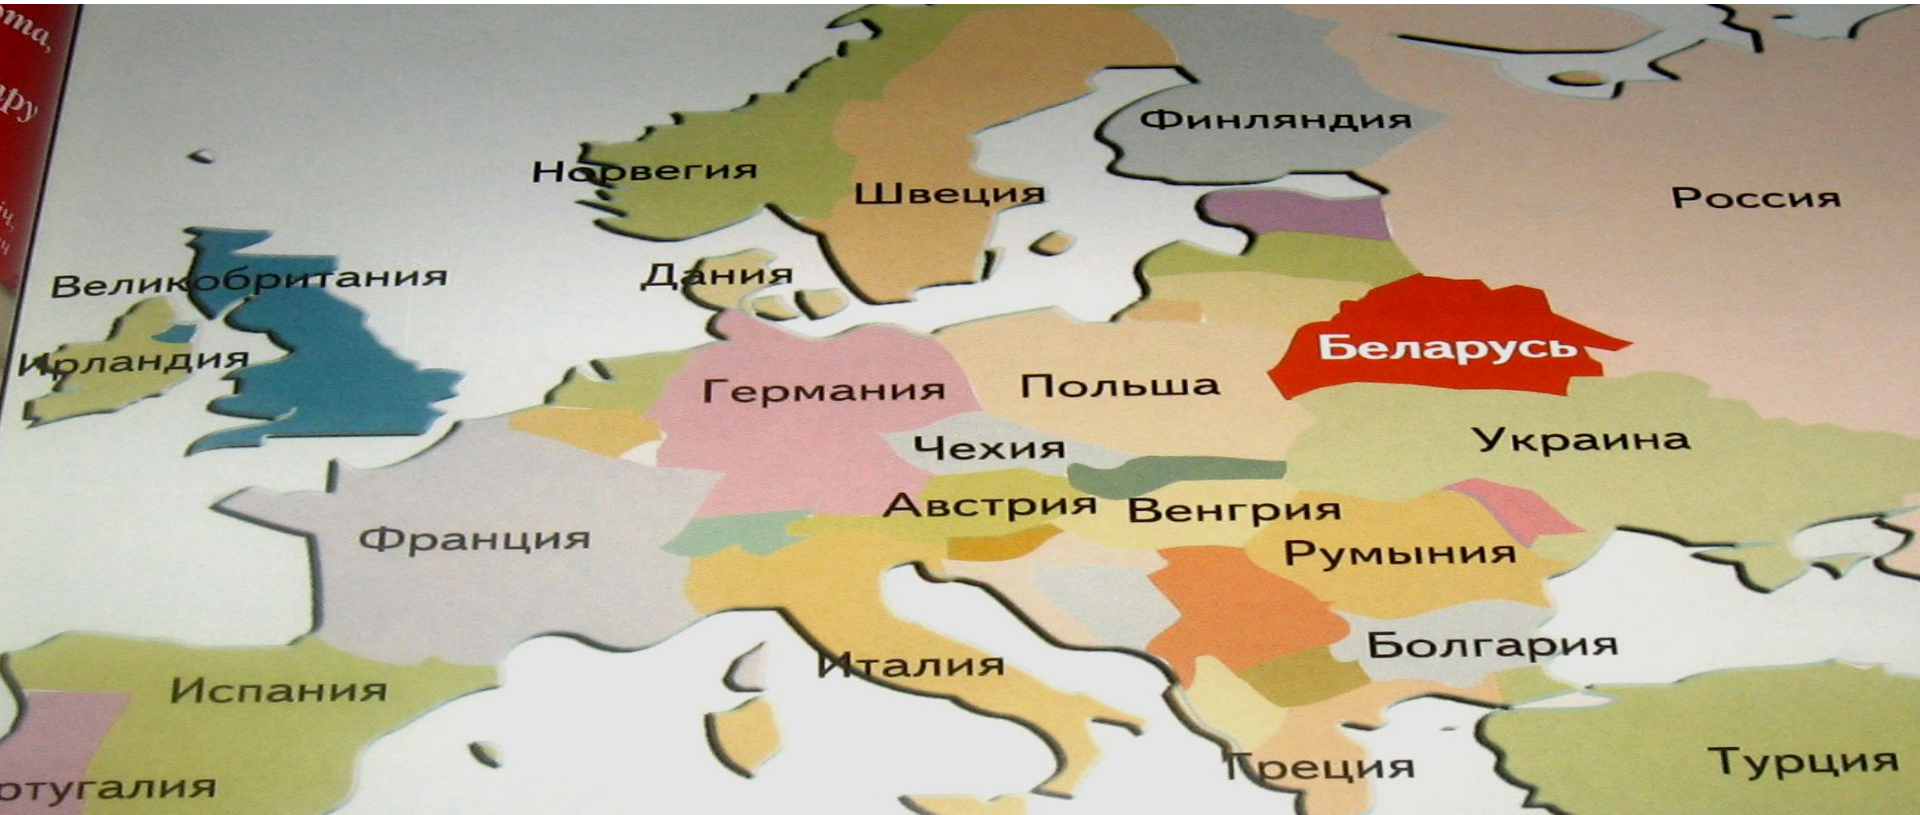 Финляндия
Норвегия
Швеция
Россия
Великобритания
Дания
Ирландия
Беларусь
Германия
Польша
Чехия
Украина
Австрия
Венгрия
Франция
Румыния
Болгария
Италия
Испания
Греция
Турция
ртугалия